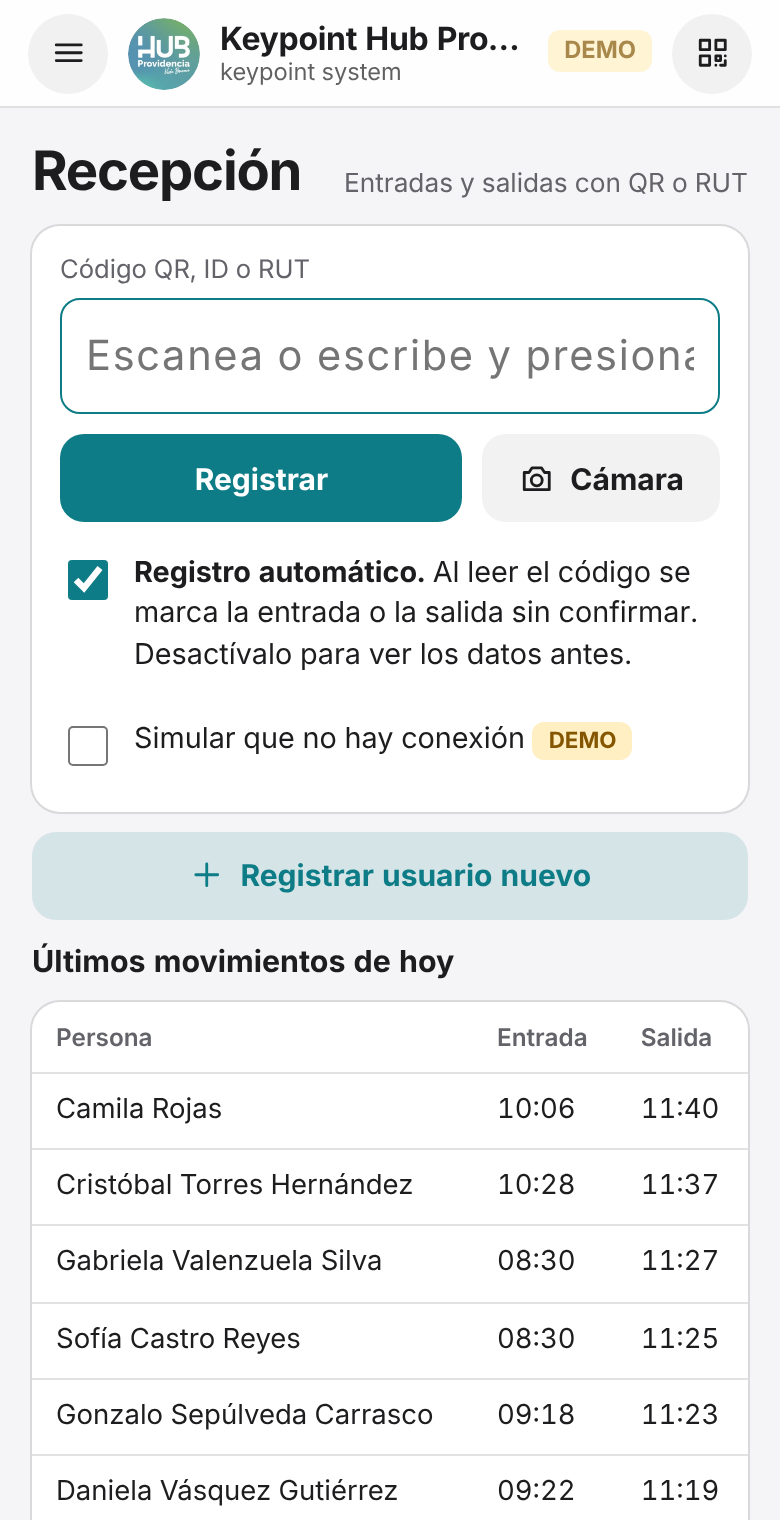 HUB
Providencia
Keypoint Hub Pro...
keypoint system
DEMO
Recepción
Entradas y salidas con QR o RUT
Código QR, ID o RUT
Escanea o escribe y presiona
Registrar
Cámara
Registro automático. Al leer el código se
marca la entrada o la salida sin confirmar.
Desactívalo para ver los datos antes.
Simular que no hay conexión DEMO
+ Registrar usuario nuevo
Últimos movimientos de hoy
Persona Entrada Salida
Camila Rojas 10:06 11:40
Cristóbal Torres Hernández 10:28 11:37
Gabriela Valenzuela Silva 08:30 11:27
Sofía Castro Reyes 08:30 11:25
Gonzalo Sepúlveda Carrasco 09:18 11:23
Daniela Vásquez Gutiérrez 09:22 11:19